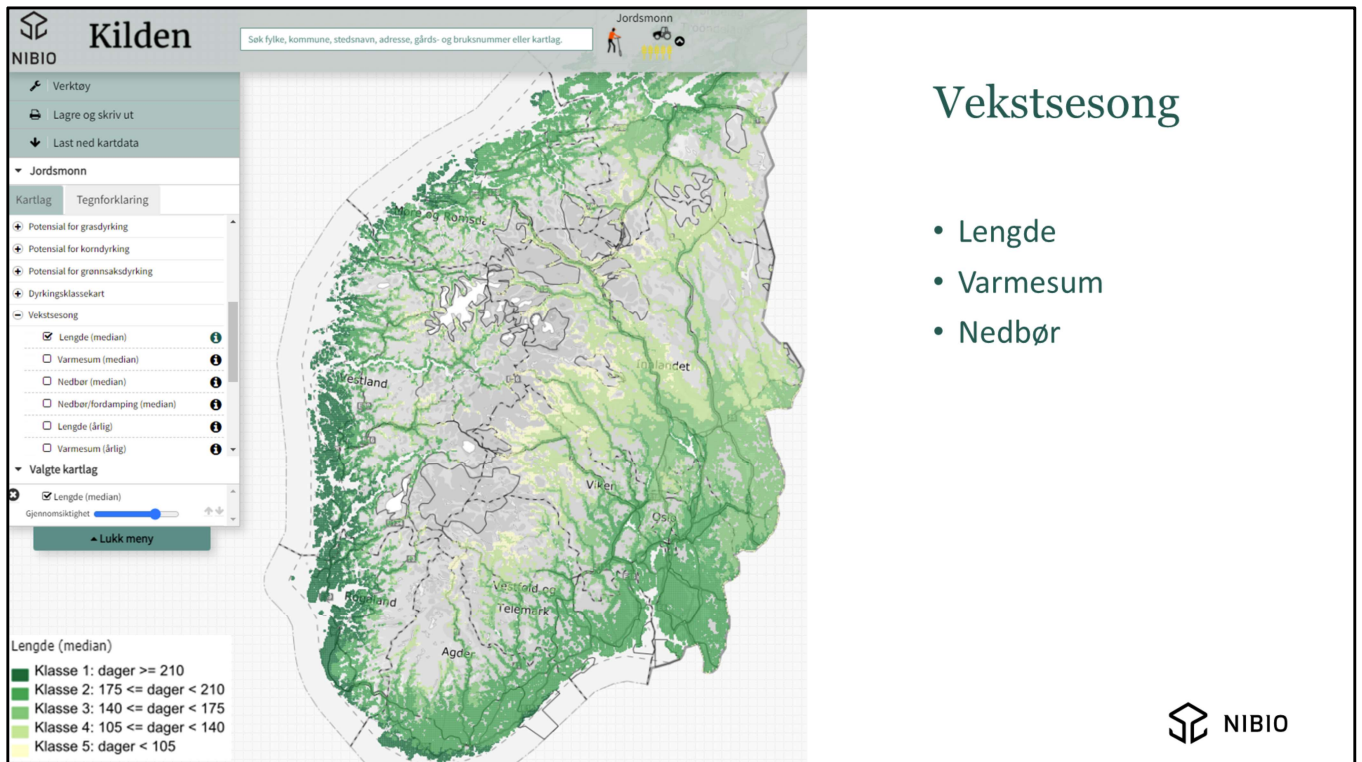 NIBIO
Kilden
Søk fylke, kommune, stedsnavn, adresse, gårds- og bruksnummer eller kartlag.
Jordsmonn
Verktøy
Lagre og skriv ut
Last ned kartdata
Jordsmonn
Kartlag
Tegnforklaring
Potensial for grasdyrking
Potensial for korndyrking
Potensial for grønnsaksdyrking
Dyrkingsklassekart
Vekstsesong
Lengde (median)
Varmesum (median)
Nedbør (median)
Nedbør/fordamping (median)
Lengde (årlig)
Varmesum (årlig)
Valgte kartlag
Lengde (median)
Gjennomsiktighet
Lukk meny
Møre og Romsda
Vestland
Innlandet
Viken
Oslo
Vestfold og
Telemark
Rogaland
Agder
Lengde (median)
Klasse 1: dager >= 210
Klasse 2: 175 <= dager < 210
Klasse 3: 140 <= dager < 175
Klasse 4: 105 <= dager < 140
Klasse 5: dager < 105
Vekstsesong
• Lengde
• Varmesum
• Nedbør
NIBIO